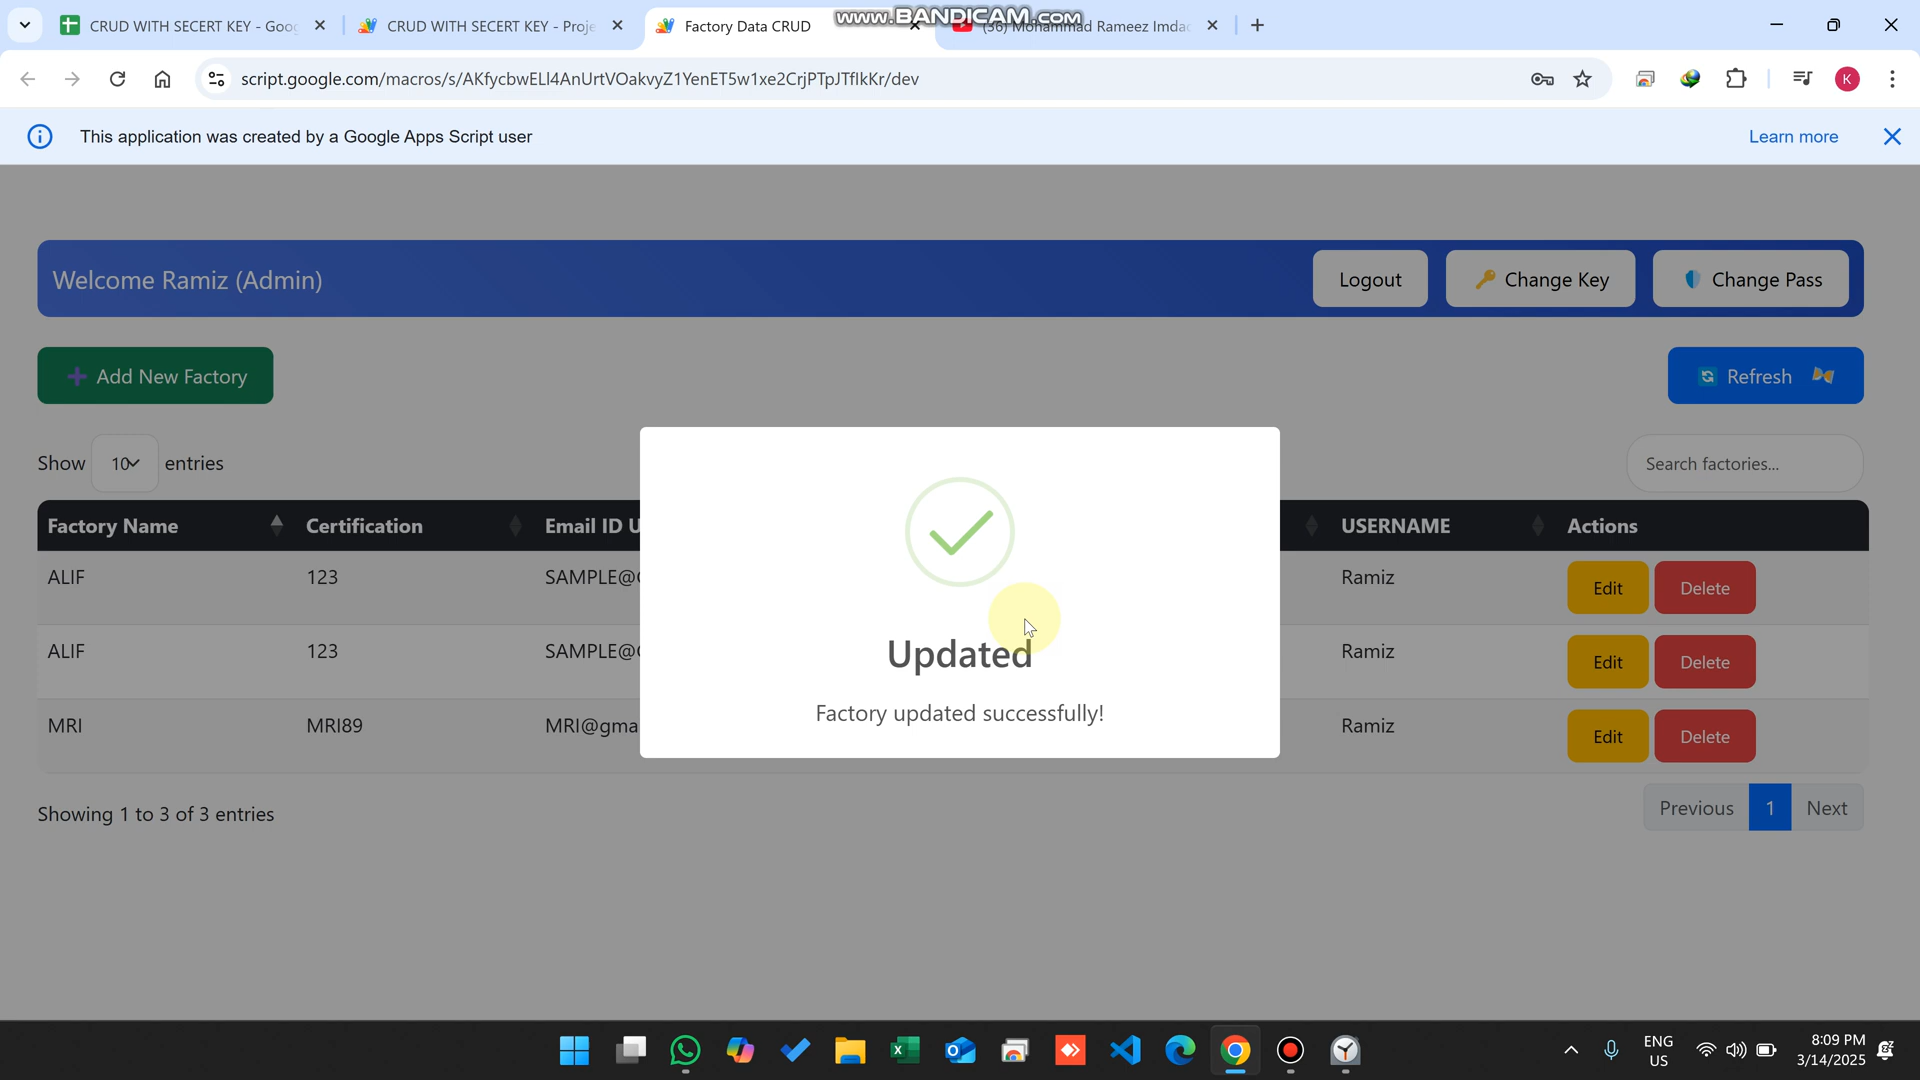 CRUD WITH SECERT KEY - Goog
CRUD WITH SECERT KEY - Proje
Factory Data CRUD
www.BANDICAM.com
(36) Mohammad Rameez Imdad
script.google.com/macros/s/AKfycbwELl4AnUrtVOakvyZ1YenET5w1xe2CrjPTpJTflkKr/dev
K
This application was created by a Google Apps Script user
Learn more
Welcome Ramiz (Admin)
Logout
Change Key
Change Pass
Add New Factory
Refresh
Show 10 entries
Search factories...
Factory Name Certification Email ID U USERNAME Actions
ALIF 123 SAMPLE@ Ramiz Edit Delete
ALIF 123 SAMPLE@ Ramiz Edit Delete
MRI MRI89 MRI@gma Ramiz Edit Delete
Updated
Factory updated successfully!
Showing 1 to 3 of 3 entries
Previous 1 Next
ENG
US
8:09 PM
3/14/2025